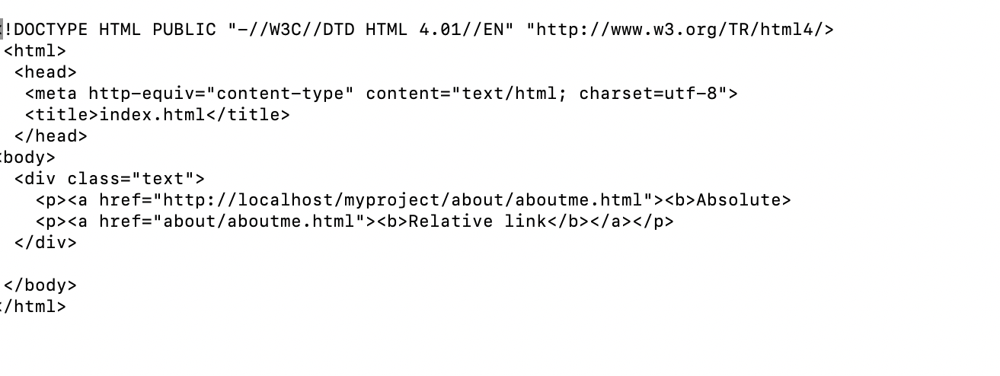 <!DOCTYPE HTML PUBLIC "-//W3C//DTD HTML 4.01//EN" "http://www.w3.org/TR/html4/>
<html>
<head>
<meta http-equiv="content-type" content="text/html; charset=utf-8">
<title>index.html</title>
</head>
<body>
<div class="text">
<p><a href="http://localhost/myproject/about/aboutme.html"><b>Absolute>
<p><a href="about/aboutme.html"><b>Relative link</b></a></p>
</div>
</body>
</html>